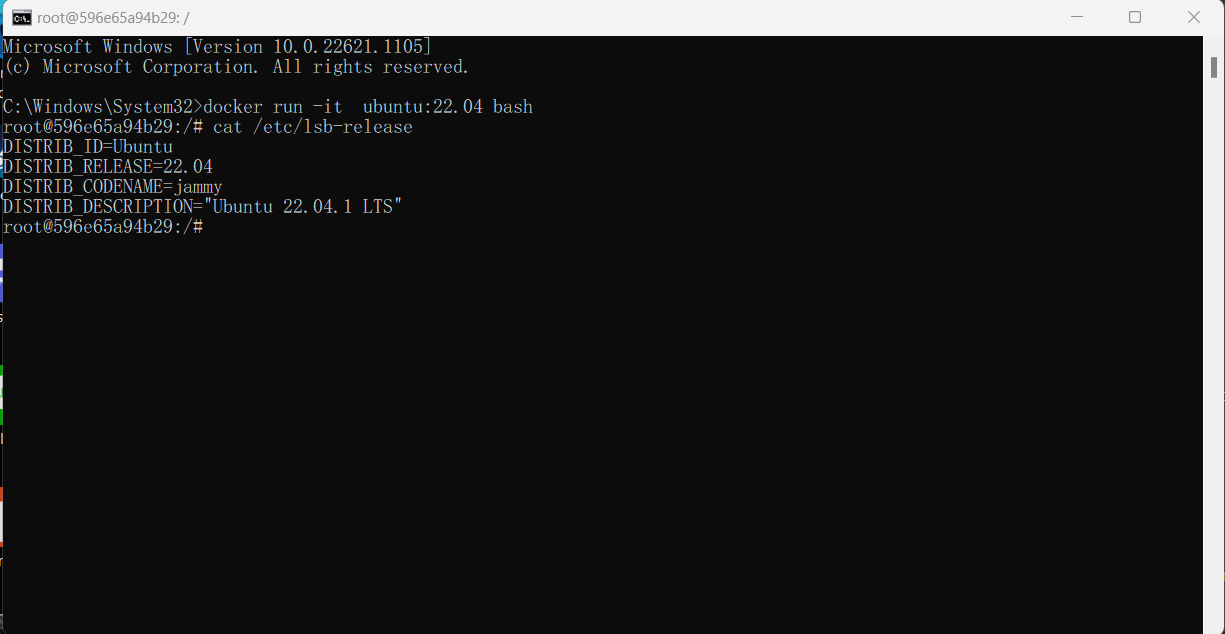 root@596e65a94b29: /
Microsoft Windows [Version 10.0.22621.1105]
(c) Microsoft Corporation. All rights reserved.
C:\Windows\System32>docker run -it  ubuntu:22.04 bash
root@596e65a94b29:/# cat /etc/lsb-release
DISTRIB_ID=Ubuntu
DISTRIB_RELEASE=22.04
DISTRIB_CODENAME=jammy
DISTRIB_DESCRIPTION="Ubuntu 22.04.1 LTS"
root@596e65a94b29:/#